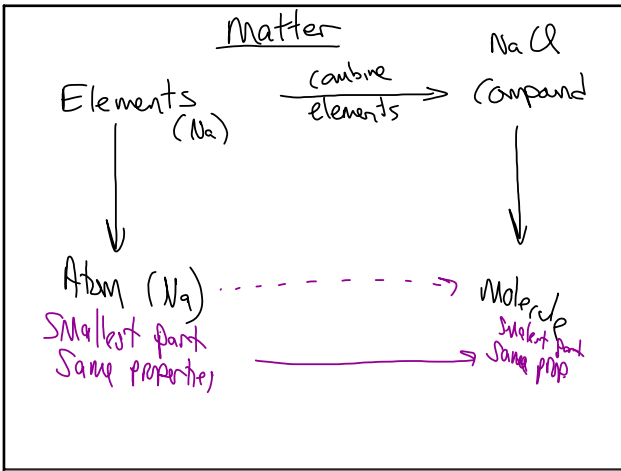 Matter
NaCl
combine
Elements
elements
Compound
(Na)
Atom (Na)
Molecule
Smallest part
Smallest part
Same properties
Same prop